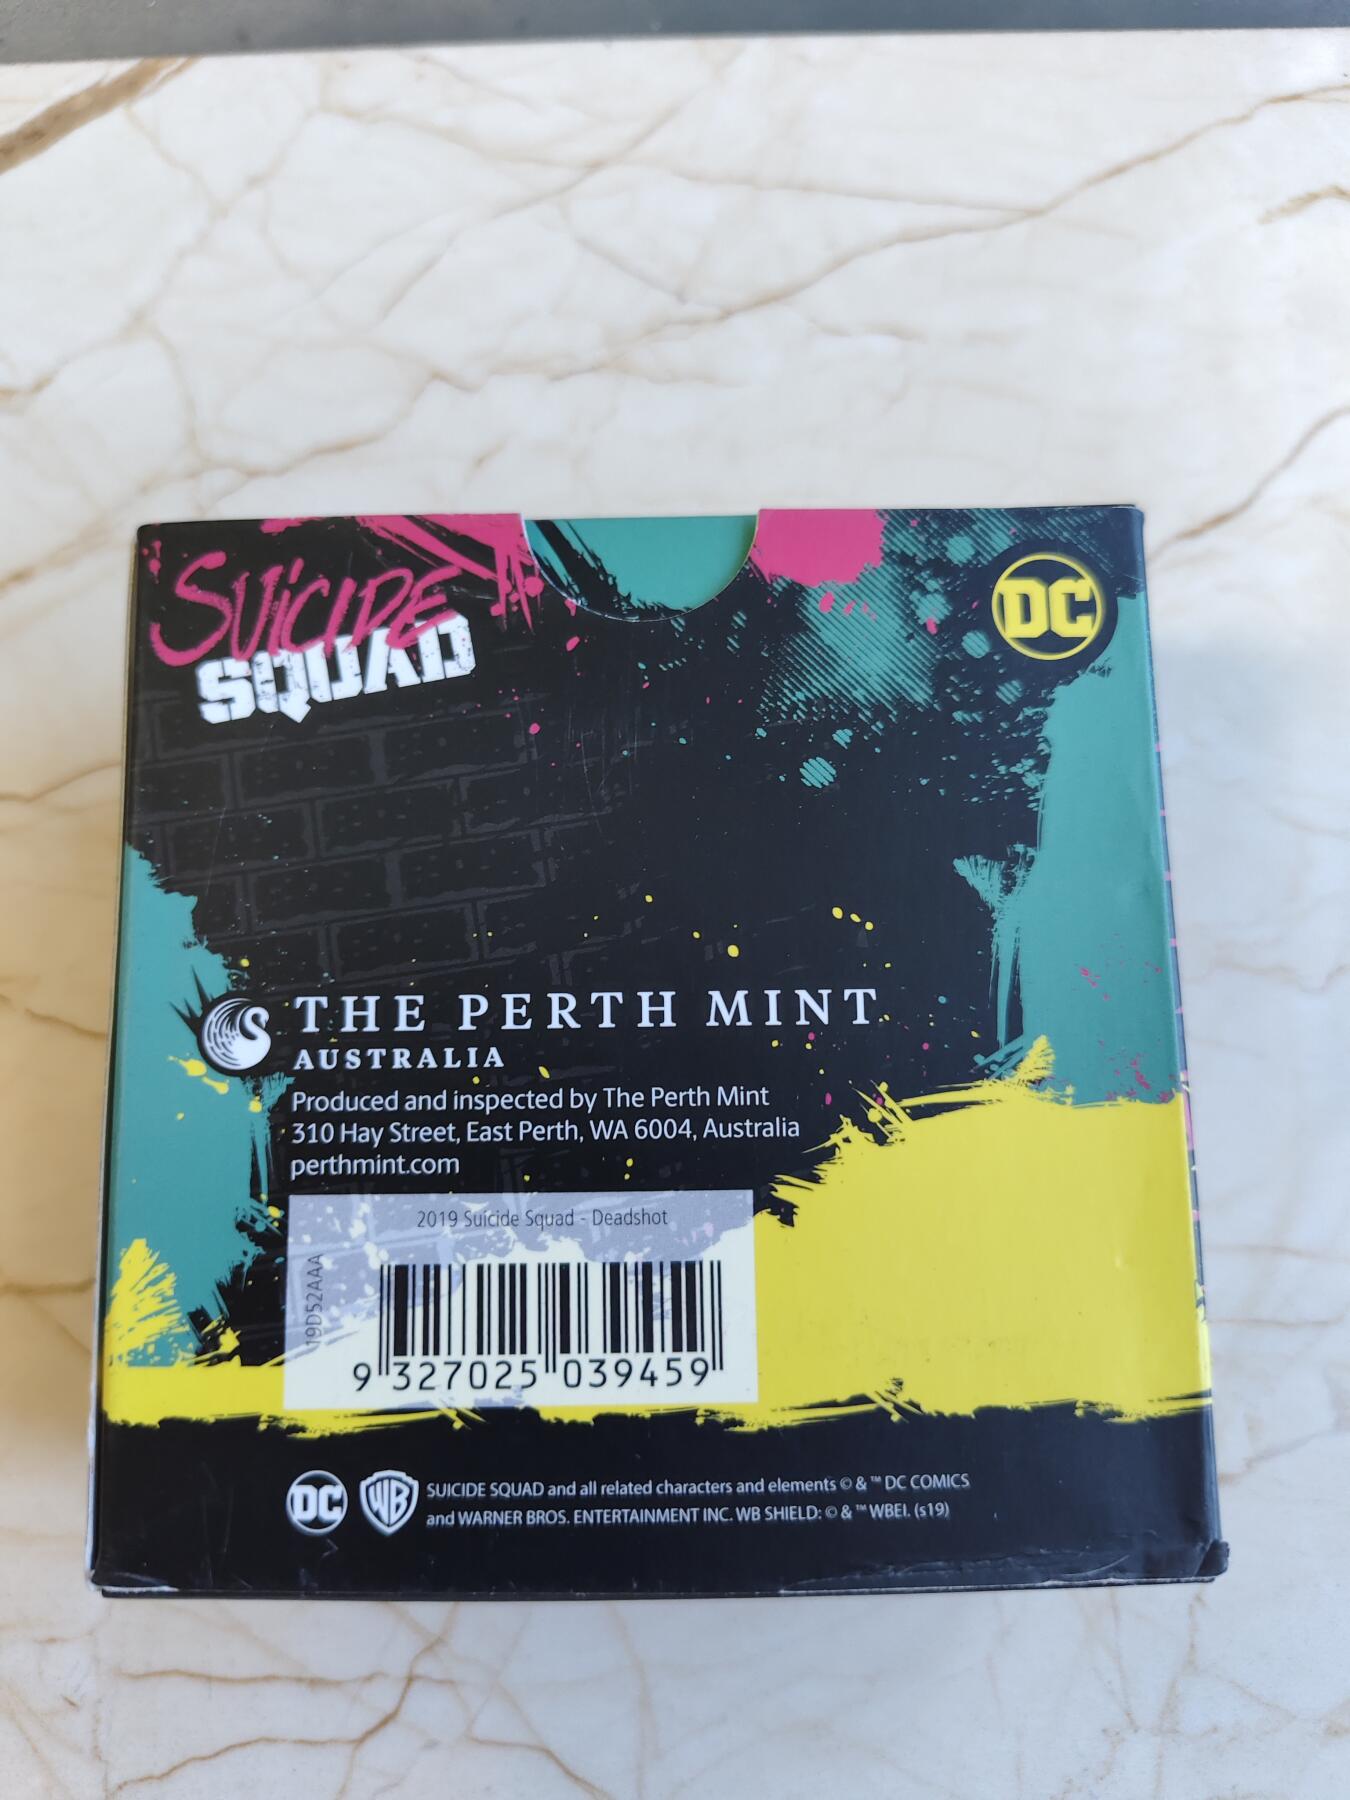 SUICIDE
SQUAD
DC
THE PERTH MINT
AUSTRALIA
Produced and inspected by The Perth Mint
310 Hay Street, East Perth, WA 6004, Australia
perthmint.com
2019 Suicide Squad - Deadshot
19D52AAA
9 327025 039459
DC WB SUICIDE SQUAD and all related characters and elements © & ™ DC COMICS
and WARNER BROS. ENTERTAINMENT INC. WB SHIELD: © & ™ WBEI. (s19)